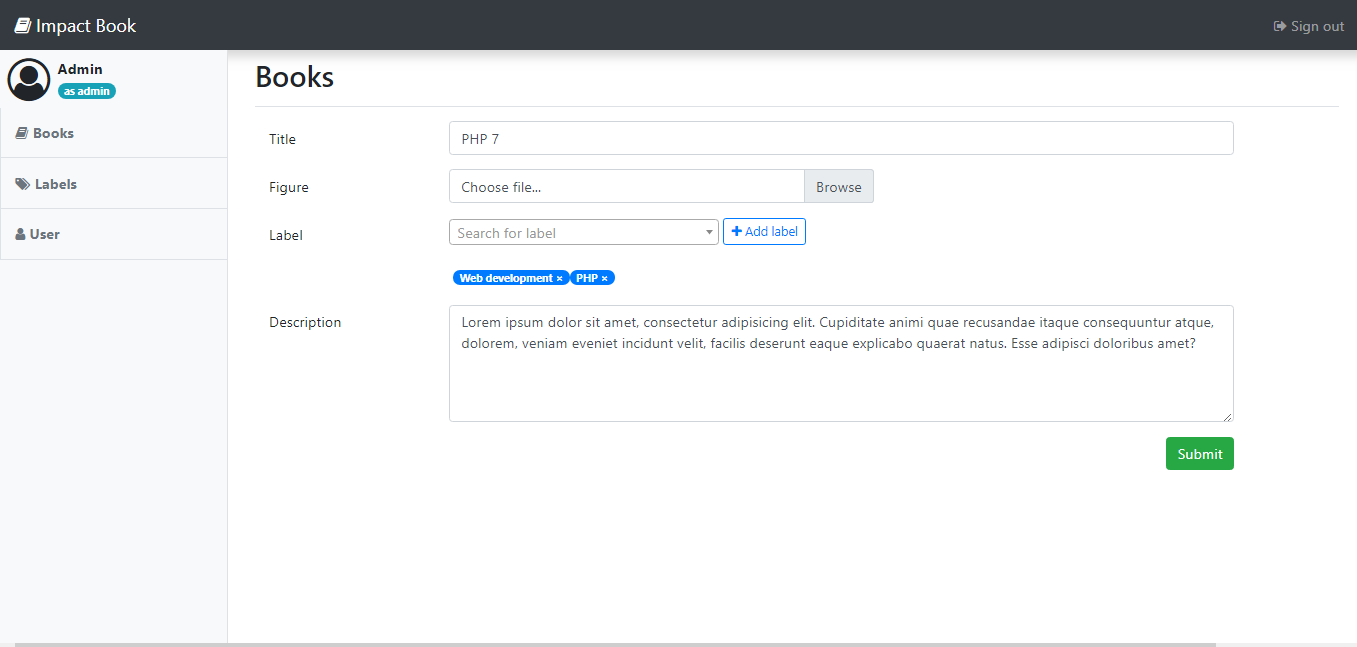 Impact Book
Sign out
Admin
as admin
Books
Labels
User
Books
Title
PHP 7
Figure
Choose file...
Browse
Label
Search for label
Add label
Web development ×
PHP ×
Description
Lorem ipsum dolor sit amet, consectetur adipisicing elit. Cupiditate animi quae recusandae itaque consequuntur atque,
dolorem, veniam eveniet incidunt velit, facilis deserunt eaque explicabo quaerat natus. Esse adipisci doloribus amet?
Submit